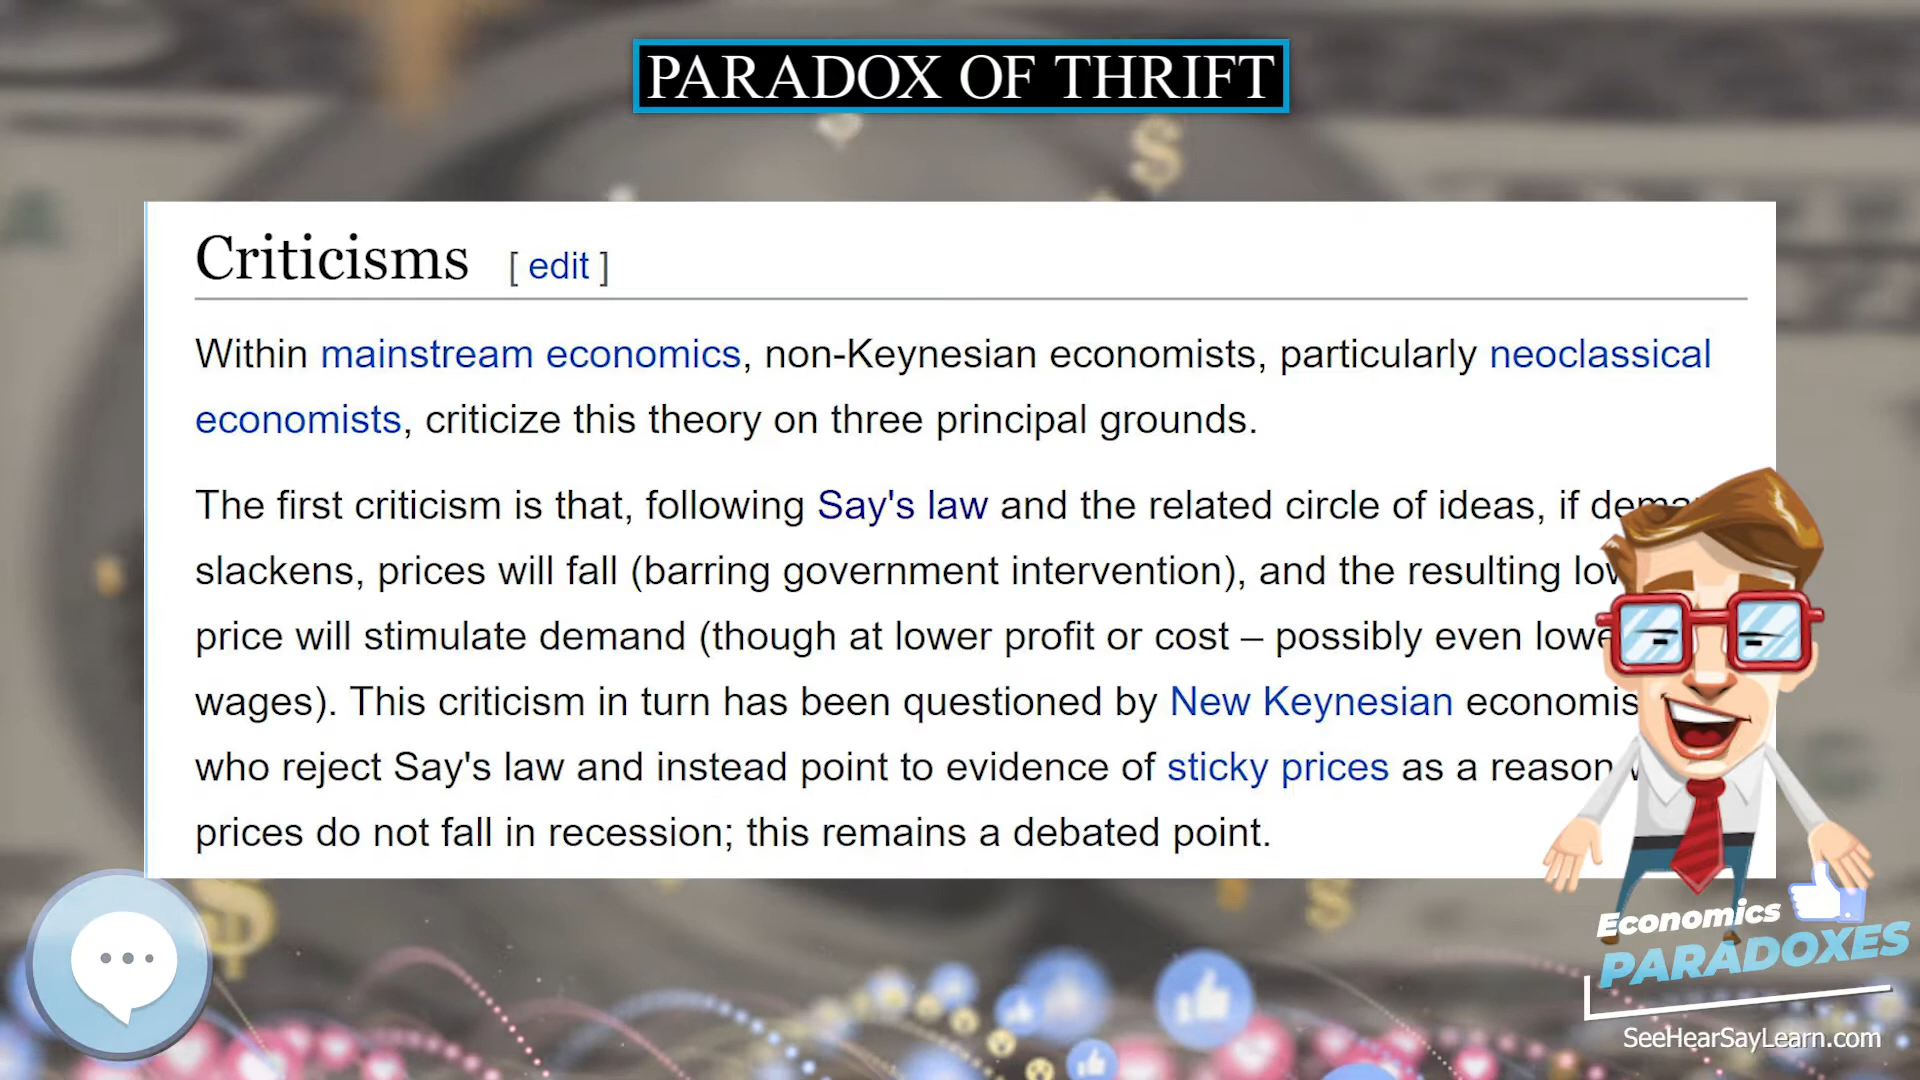 PARADOX OF THRIFT
Criticisms [ edit ]
Within mainstream economics, non-Keynesian economists, particularly neoclassical
economists, criticize this theory on three principal grounds.
The first criticism is that, following Say's law and the related circle of ideas, if
slackens, prices will fall (barring government intervention), and the resulting
price will stimulate demand (though at lower profit or cost – possibly even
wages). This criticism in turn has been questioned by New Keynesian
who reject Say's law and instead point to evidence of sticky prices as a reason
prices do not fall in recession; this remains a debated point.
Economics
PARADOXES
SeeHearSayLearn.com